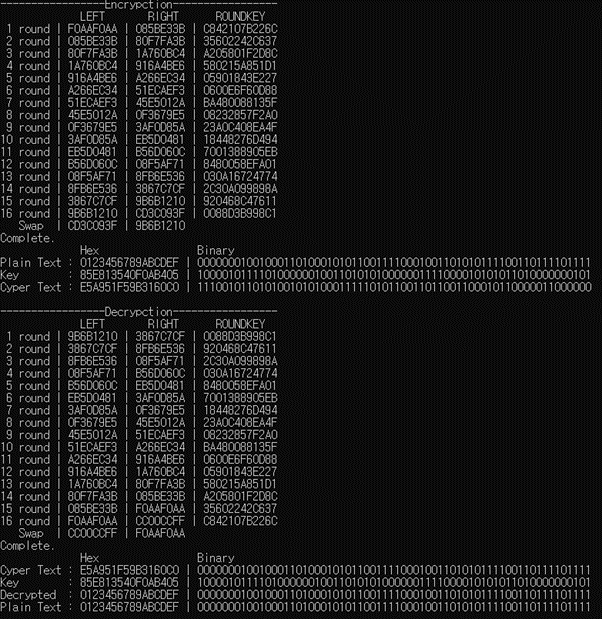 -----------------Encrypction-----------------
LEFT RIGHT ROUNDKEY
1 round | F0AAF0AA | 085BE33B | C842107B226C
2 round | 085BE33B | 80F7FA3B | 35602242C637
3 round | 80F7FA3B | 1A760BC4 | A205801F2D8C
4 round | 1A760BC4 | 916A4BE6 | 580215A851D1
5 round | 916A4BE6 | A266EC34 | 05901843E227
6 round | A266EC34 | 51ECAEF3 | 0600E6F60D88
7 round | 51ECAEF3 | 45E5012A | BA480088135F
8 round | 45E5012A | 0F3679E5 | 08232857F2A0
9 round | 0F3679E5 | 3AF0D85A | 23A0C408EA4F
10 round | 3AF0D85A | EB5D0481 | 18448276D494
11 round | EB5D0481 | B56D060C | 7001388905EB
12 round | B56D060C | 08F5AF71 | 8480058EFA01
13 round | 08F5AF71 | 8FB6E536 | 030A16724774
14 round | 8FB6E536 | 3867C7CF | 2C30A099898A
15 round | 3867C7CF | 9B6B1210 | 920468C47611
16 round | 9B6B1210 | CD3C093F | 0088D3B998C1
Swap | CD3C093F | 9B6B1210
Complete.
Hex Binary
Plain Text : 0123456789ABCDEF | 0000000100100011010001010110011110001001101010111100110111101111
Key : 85E813540F0AB405 | 1000010111101000000100110101010000001111000010101011010000000101
Cyper Text : E5A951F59B3160C0 | 1110010110101001010100011111010110011011001100010110000011000000
-----------------Decrypction-----------------
LEFT RIGHT ROUNDKEY
1 round | 9B6B1210 | 3867C7CF | 0088D3B998C1
2 round | 3867C7CF | 8FB6E536 | 920468C47611
3 round | 8FB6E536 | 08F5AF71 | 2C30A099898A
4 round | 08F5AF71 | B56D060C | 030A16724774
5 round | B56D060C | EB5D0481 | 8480058EFA01
6 round | EB5D0481 | 3AF0D85A | 7001388905EB
7 round | 3AF0D85A | 0F3679E5 | 18448276D494
8 round | 0F3679E5 | 45E5012A | 23A0C408EA4F
9 round | 45E5012A | 51ECAEF3 | 08232857F2A0
10 round | 51ECAEF3 | A266EC34 | BA480088135F
11 round | A266EC34 | 916A4BE6 | 0600E6F60D88
12 round | 916A4BE6 | 1A760BC4 | 05901843E227
13 round | 1A760BC4 | 80F7FA3B | 580215A851D1
14 round | 80F7FA3B | 085BE33B | A205801F2D8C
15 round | 085BE33B | F0AAF0AA | 35602242C637
16 round | F0AAF0AA | CC00CCFF | C842107B226C
Swap | CC00CCFF | F0AAF0AA
Complete.
Hex Binary
Cyper Text : E5A951F59B3160C0 | 0000000100100011010001010110011110001001101010111100110111101111
Key : 85E813540F0AB405 | 1000010111101000000100110101010000001111000010101011010000000101
Decrypted : 0123456789ABCDEF | 0000000100100011010001010110011110001001101010111100110111101111
Plain Text : 0123456789ABCDEF | 0000000100100011010001010110011110001001101010111100110111101111